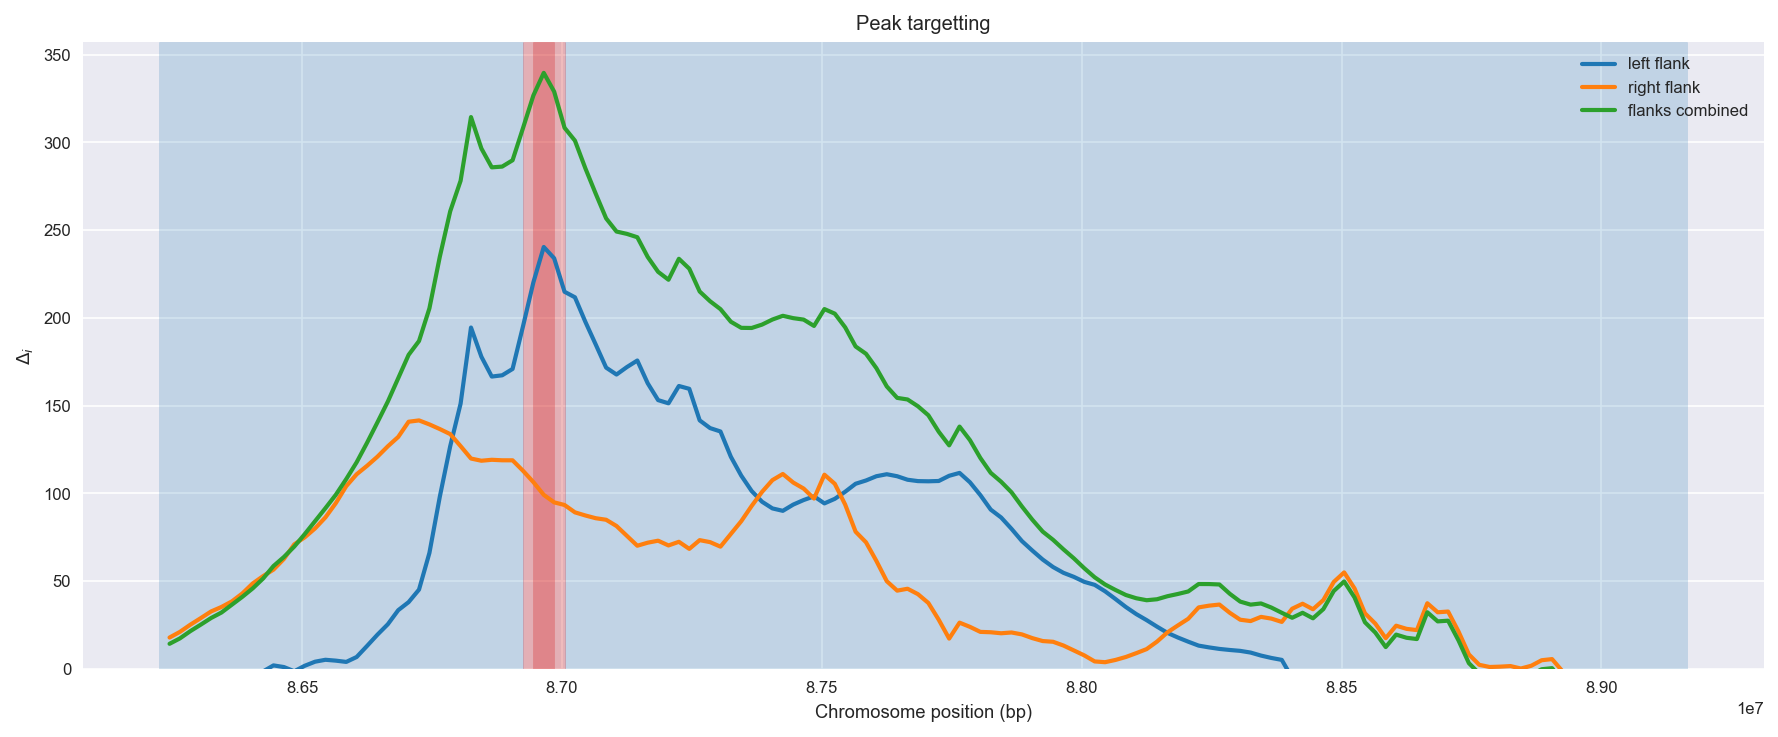 Peak targetting
350
300
250
200
150
100
50
0
Δi
left flank
right flank
flanks combined
8.65 8.70 8.75 8.80 8.85 8.90
1e7
Chromosome position (bp)